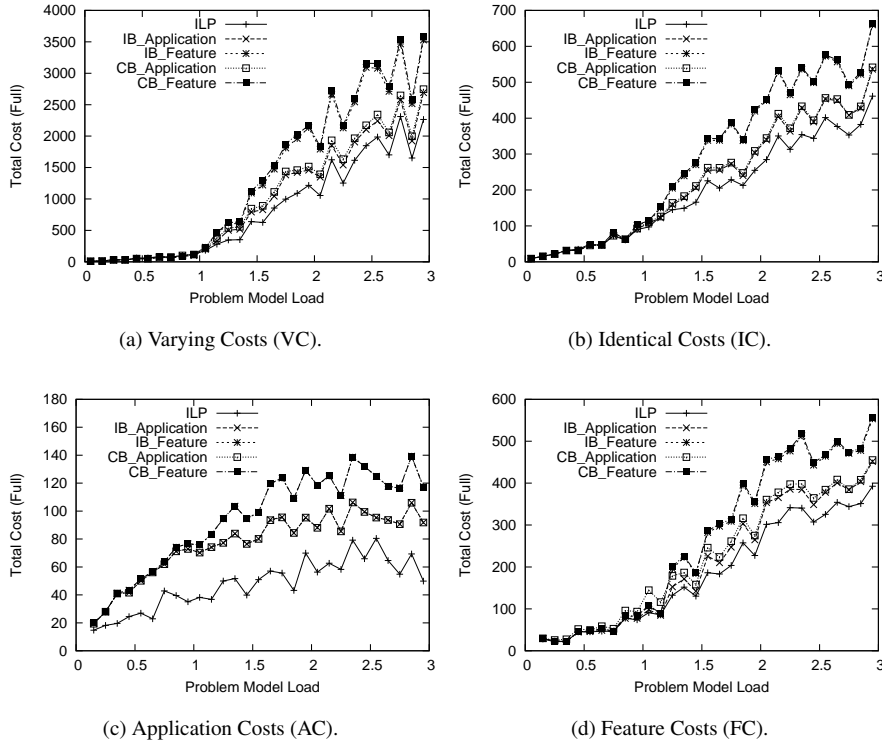 ILP
IB_Application
IB_Feature
CB_Application
CB_Feature
Total Cost (Full)
4000
3500
3000
2500
2000
1500
1000
500
0
0 0.5 1 1.5 2 2.5 3
Problem Model Load
(a) Varying Costs (VC).
ILP
IB_Application
IB_Feature
CB_Application
CB_Feature
Total Cost (Full)
700
600
500
400
300
200
100
0
0 0.5 1 1.5 2 2.5 3
Problem Model Load
(b) Identical Costs (IC).
ILP
IB_Application
IB_Feature
CB_Application
CB_Feature
Total Cost (Full)
180
160
140
120
100
80
60
40
20
0
0 0.5 1 1.5 2 2.5 3
Problem Model Load
(c) Application Costs (AC).
ILP
IB_Application
IB_Feature
CB_Application
CB_Feature
Total Cost (Full)
600
500
400
300
200
100
0
0 0.5 1 1.5 2 2.5 3
Problem Model Load
(d) Feature Costs (FC).